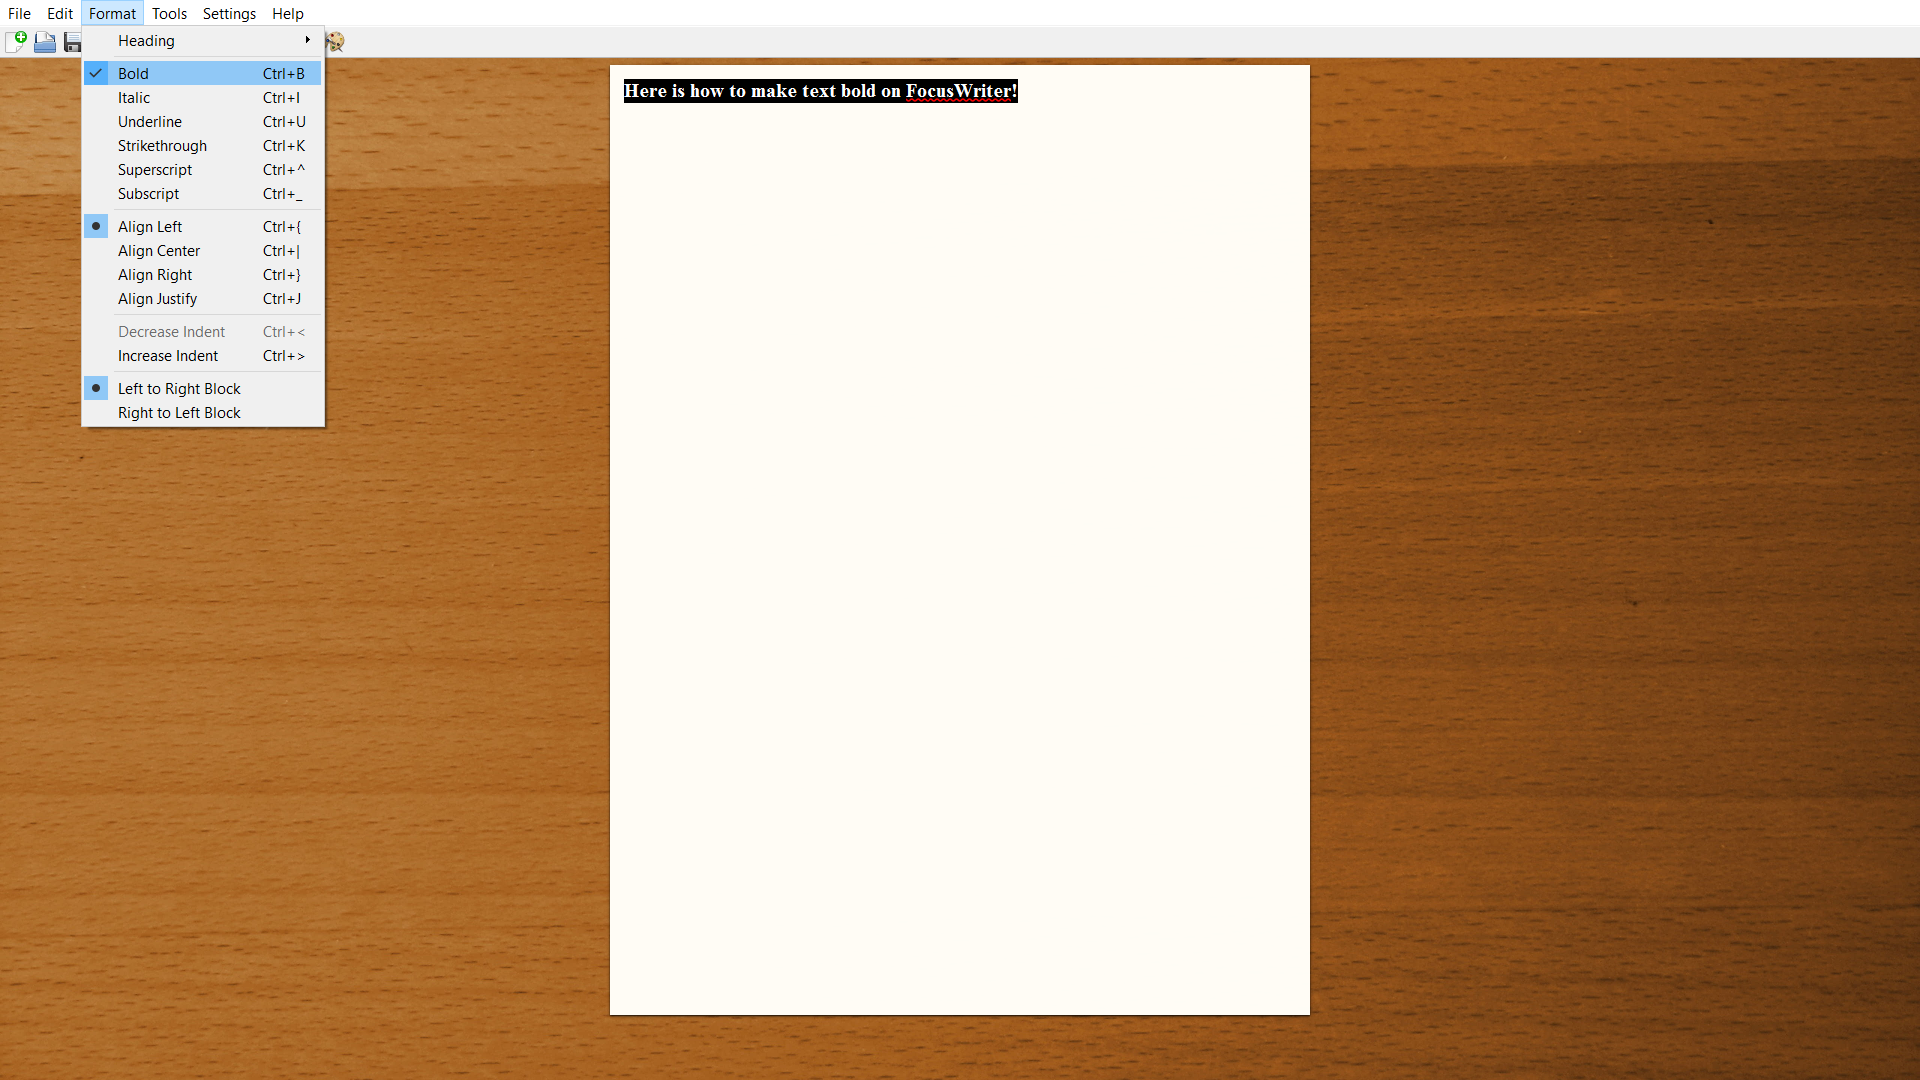 File Edit Format Tools Settings Help
Heading
Bold Ctrl+B
Italic Ctrl+I
Underline Ctrl+U
Strikethrough Ctrl+K
Superscript Ctrl+^
Subscript Ctrl+_
Align Left Ctrl+{
Align Center Ctrl+|
Align Right Ctrl+}
Align Justify Ctrl+J
Decrease Indent Ctrl+<
Increase Indent Ctrl+>
Left to Right Block
Right to Left Block
Here is how to make text bold on FocusWriter!